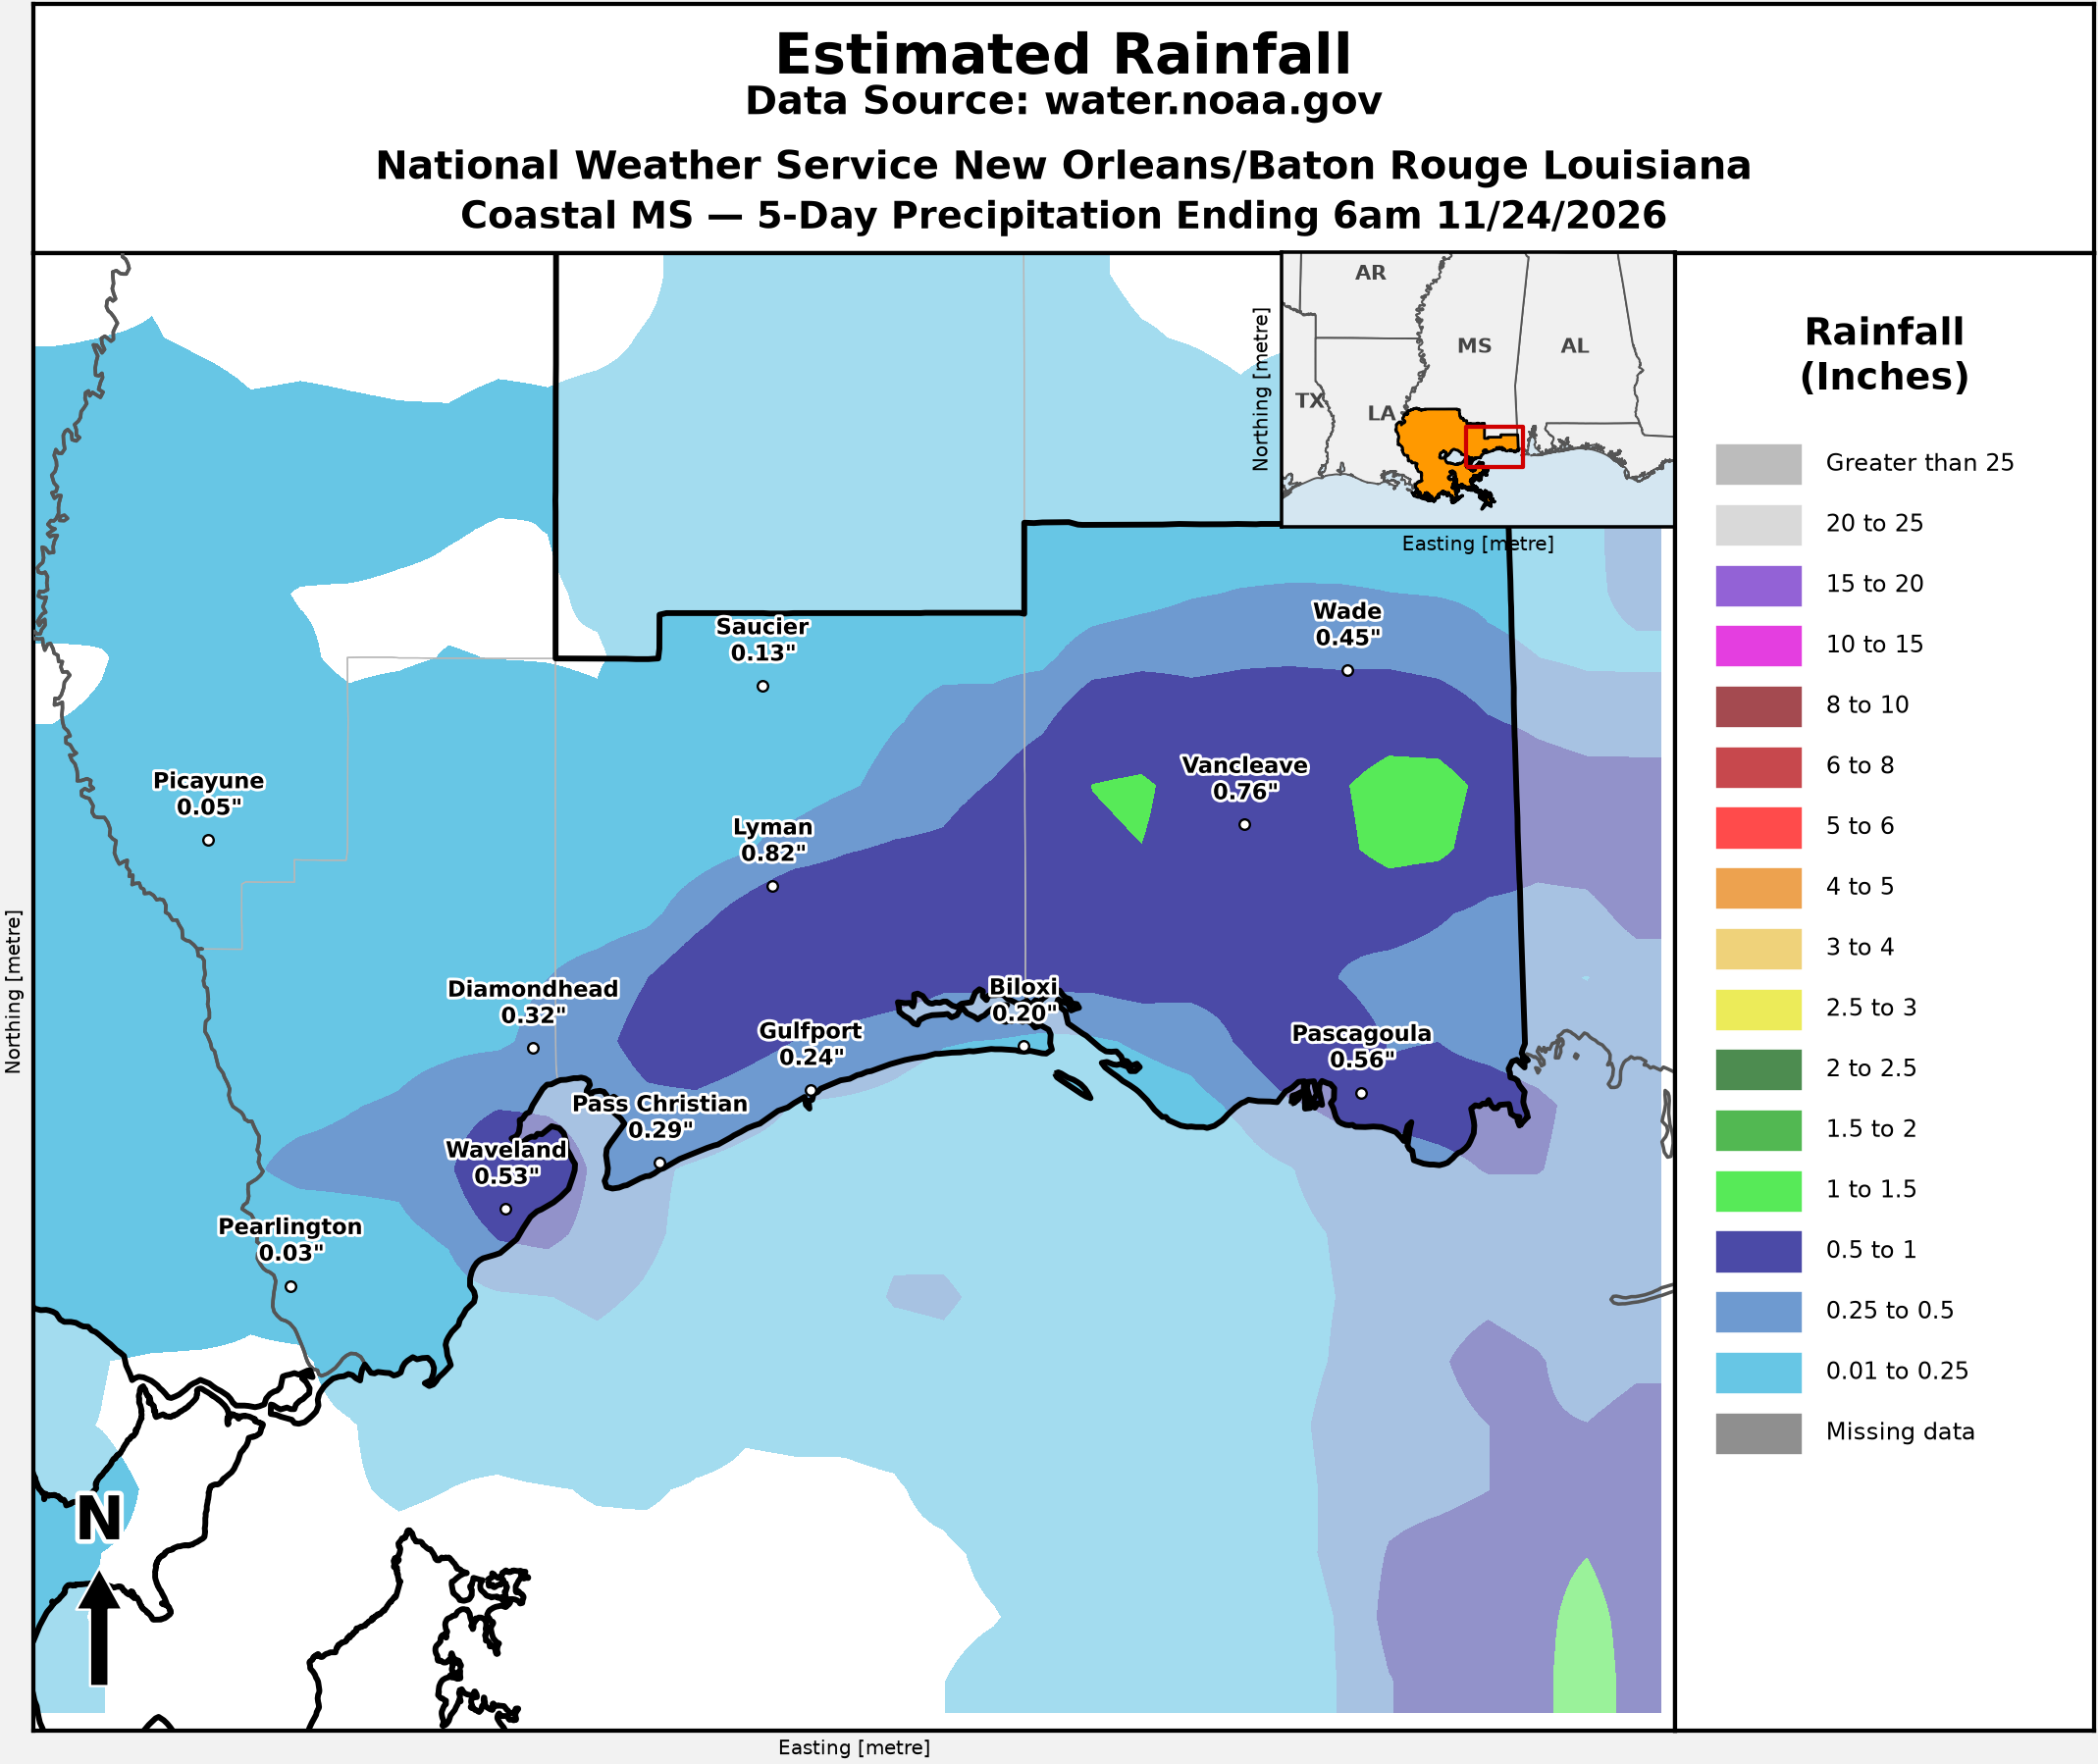 Estimated Rainfall
Data Source: water.noaa.gov
National Weather Service New Orleans/Baton Rouge Louisiana
Coastal MS — 5-Day Precipitation Ending 6am 11/24/2026
AR
MS
AL
TX
LA
Northing [metre]
Easting [metre]
Rainfall
(Inches)
Greater than 25
20 to 25
15 to 20
10 to 15
8 to 10
6 to 8
5 to 6
4 to 5
3 to 4
2.5 to 3
2 to 2.5
1.5 to 2
1 to 1.5
0.5 to 1
0.25 to 0.5
0.01 to 0.25
Missing data
Wade
0.45"
Saucier
0.13"
Vancleave
0.76"
Picayune
0.05"
Lyman
0.82"
Diamondhead
0.32"
Biloxi
0.20"
Gulfport
0.24"
Pascagoula
0.56"
Pass Christian
0.29"
Waveland
0.53"
Pearlington
0.03"
N
Northing [metre]
Easting [metre]